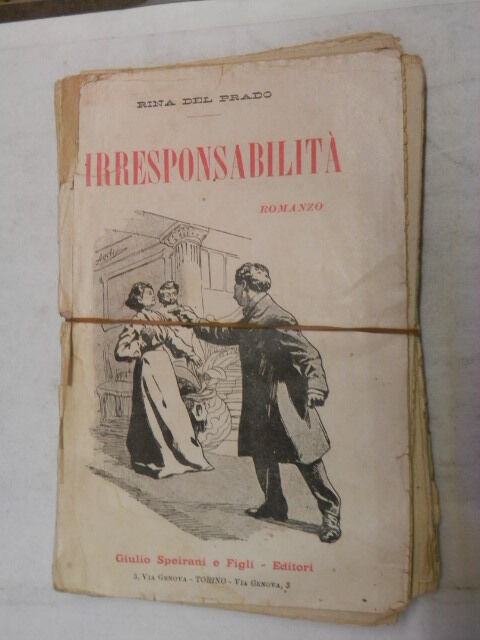 RINA DEL PRADO
IRRESPONSABILITÀ
ROMANZO
Giulio Speirani e Figli - Editori
3, VIA GENOVA - TORINO - VIA GENOVA, 3